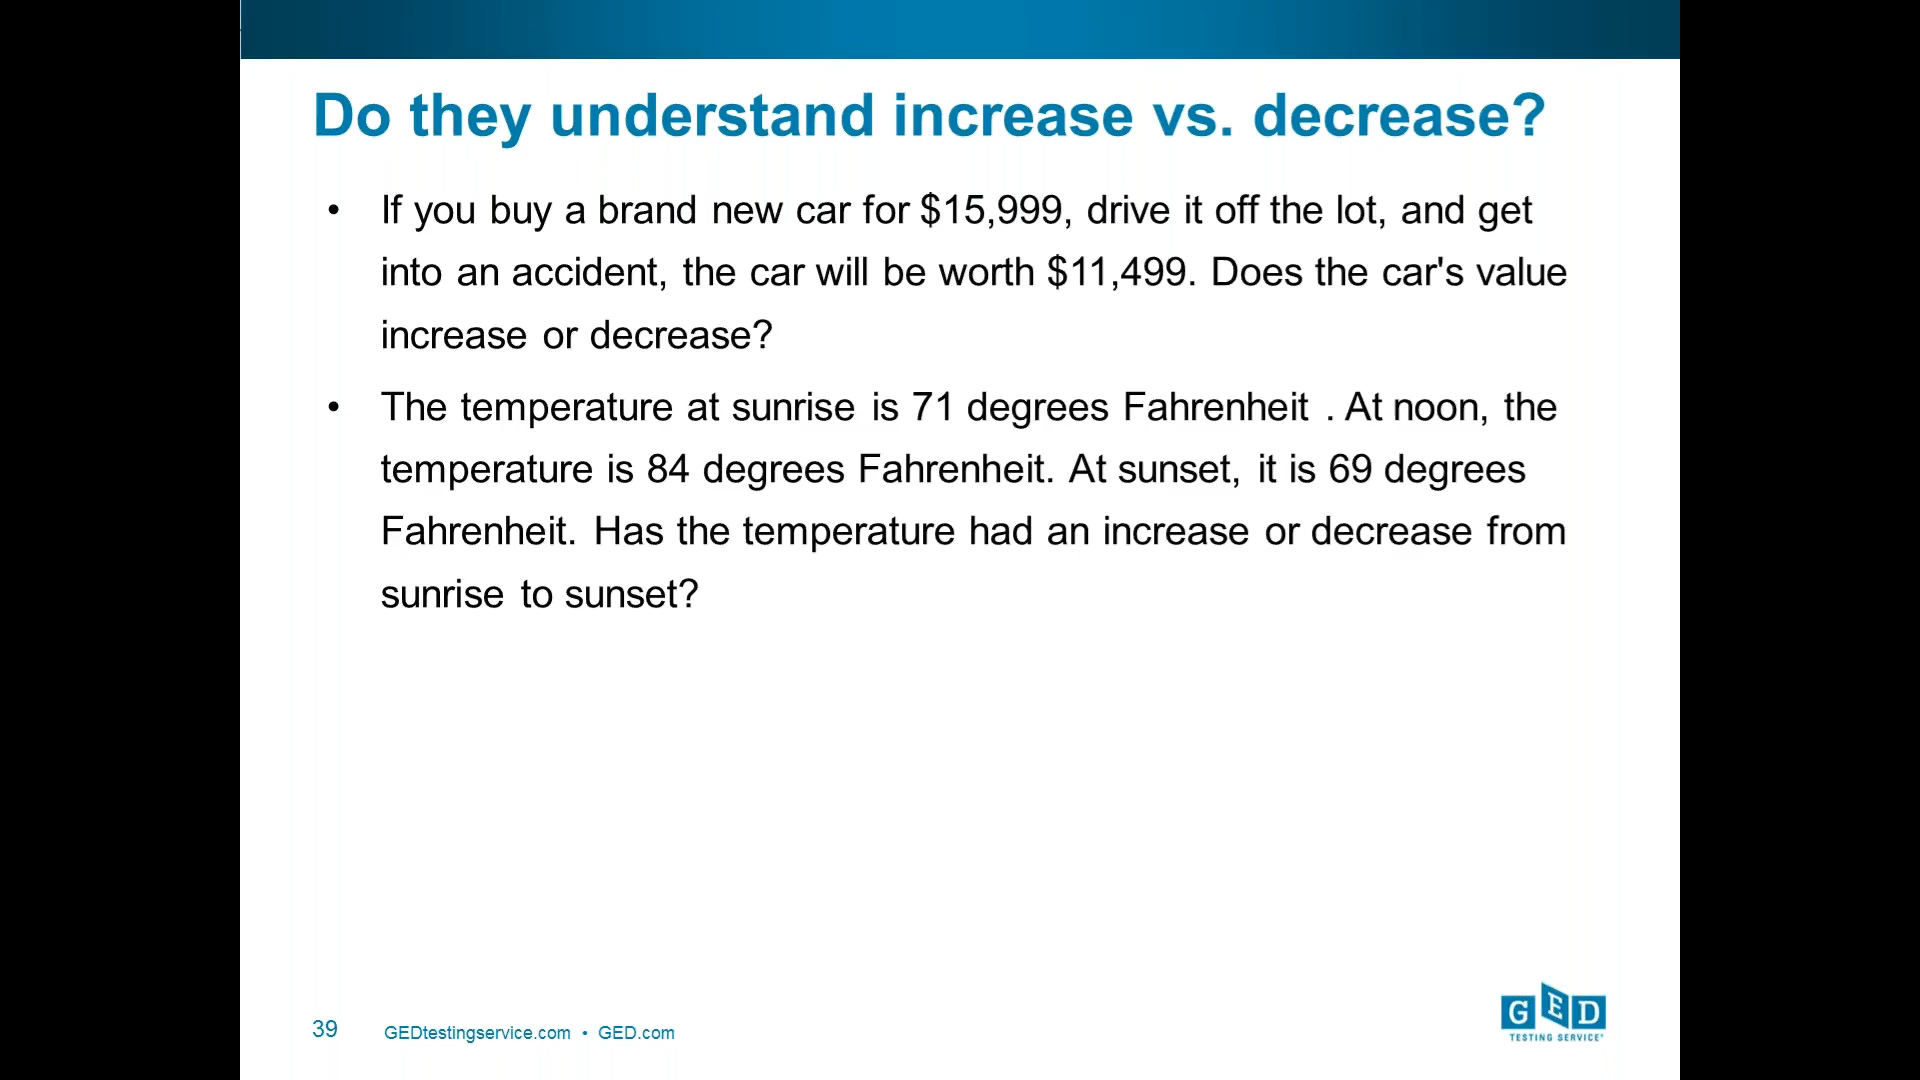 Do they understand increase vs. decrease?
• If you buy a brand new car for $15,999, drive it off the lot, and get
into an accident, the car will be worth $11,499. Does the car's value
increase or decrease?
• The temperature at sunrise is 71 degrees Fahrenheit . At noon, the
temperature is 84 degrees Fahrenheit. At sunset, it is 69 degrees
Fahrenheit. Has the temperature had an increase or decrease from
sunrise to sunset?
39 GEDtestingservice.com • GED.com
GED
TESTING SERVICE®